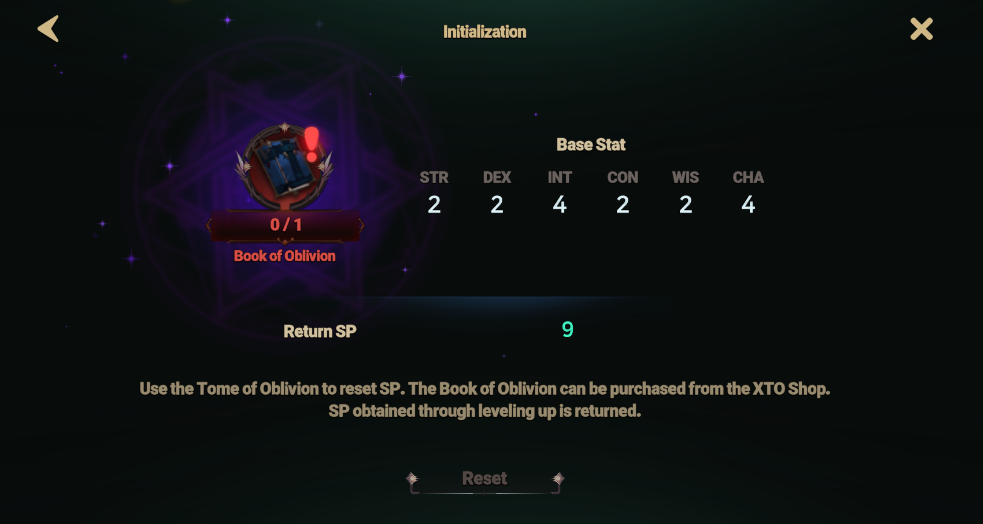 Initialization
0 / 1
Book of Oblivion
Base Stat
STR DEX INT CON WIS CHA
2 2 4 2 2 4
Return SP 9
Use the Tome of Oblivion to reset SP. The Book of Oblivion can be purchased from the XTO Shop.
SP obtained through leveling up is returned.
Reset